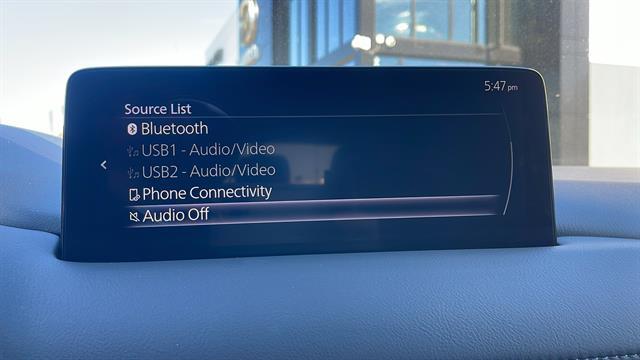 5:47 pm
Source List
Bluetooth
USB1 - Audio/Video
USB2 - Audio/Video
Phone Connectivity
Audio Off